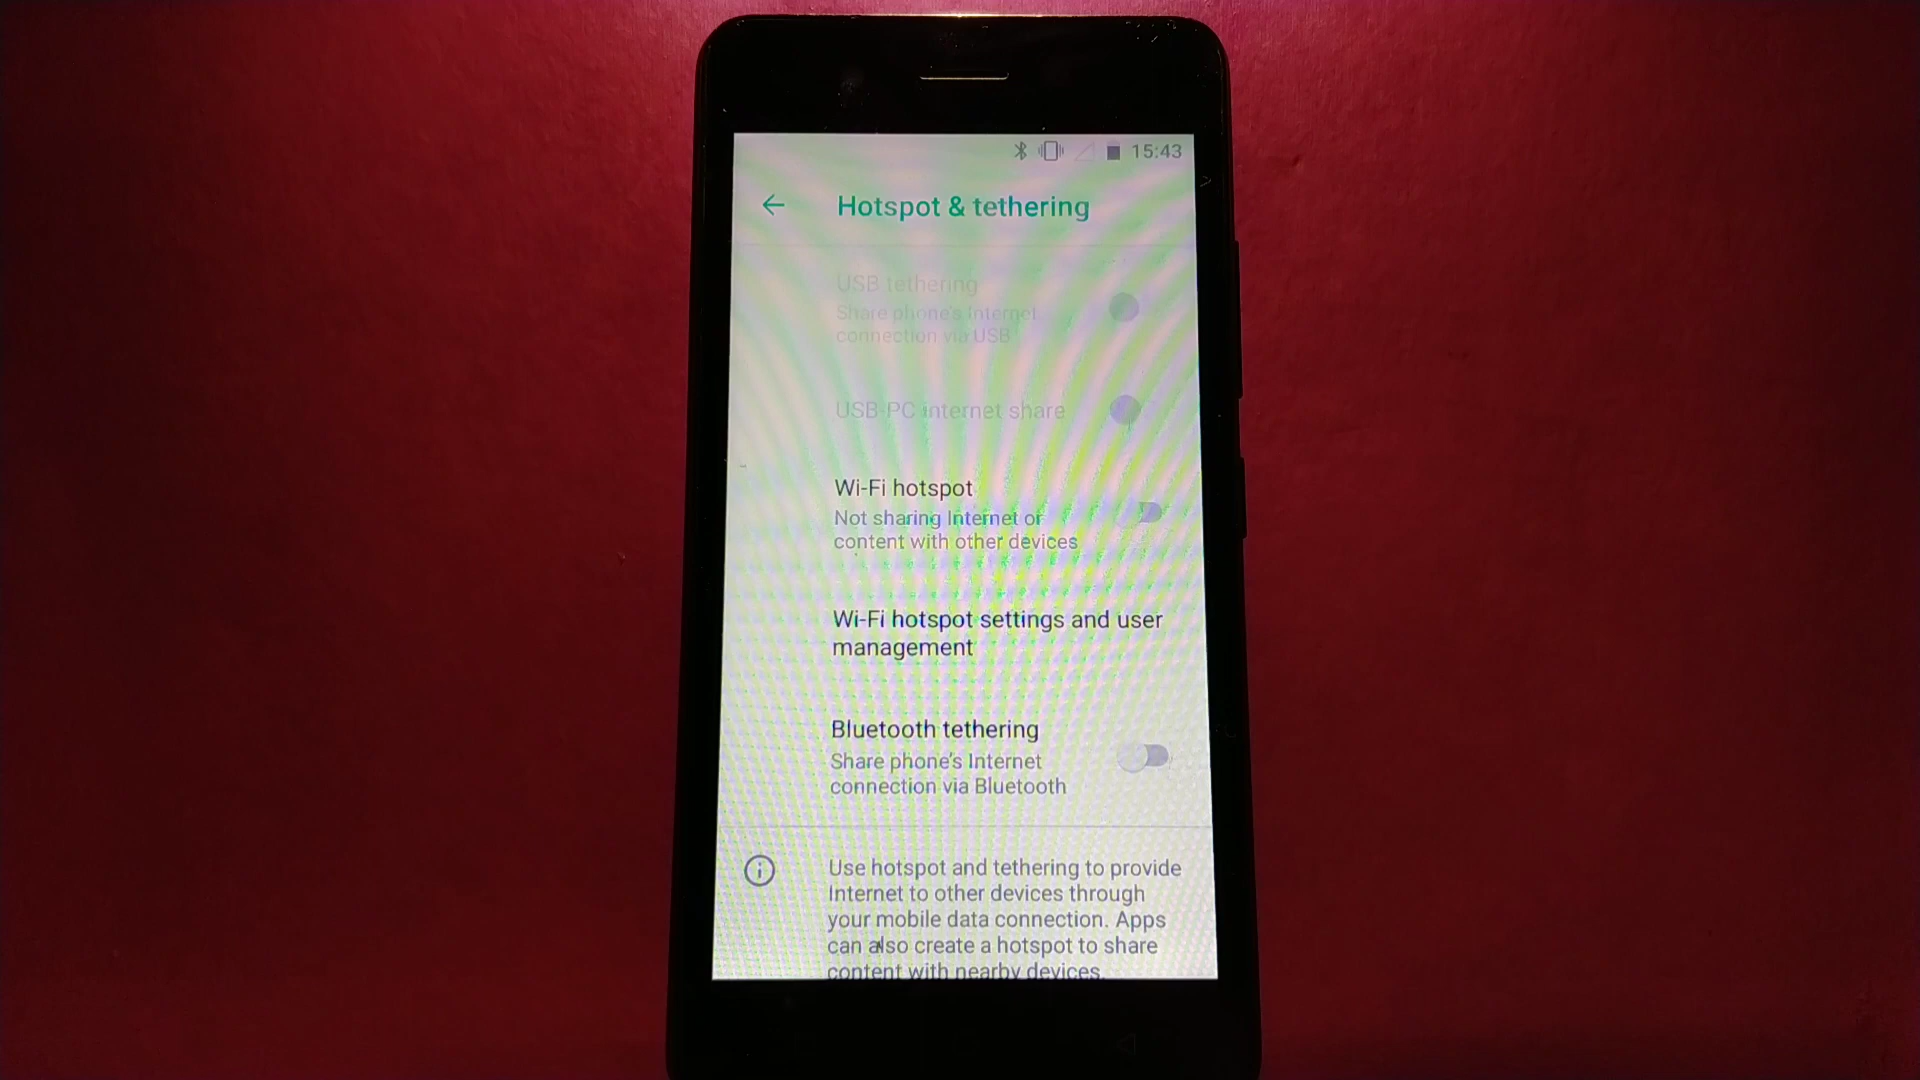 15:43
Hotspot & tethering
USB tethering
Share phone's Internet
connection via USB
USB-PC internet share
Wi-Fi hotspot
Not sharing Internet or
content with other devices
Wi-Fi hotspot settings and user
management
Bluetooth tethering
Share phone's Internet
connection via Bluetooth
Use hotspot and tethering to provide
Internet to other devices through
your mobile data connection. Apps
can also create a hotspot to share
content with nearby devices.